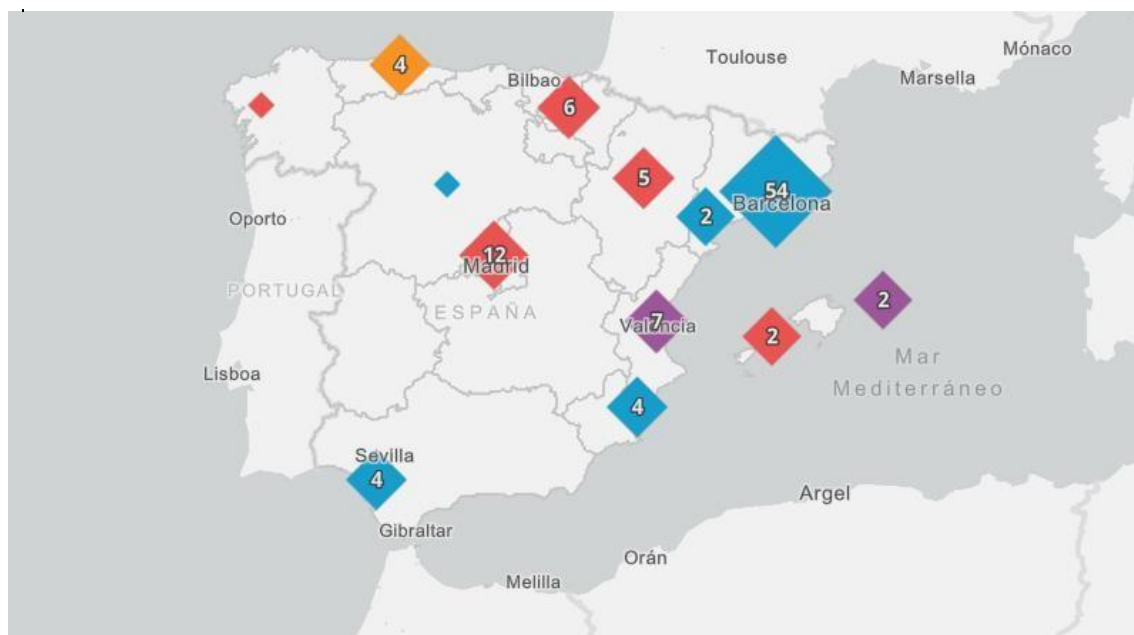 Mónaco
Toulouse
Marsella
4
Bilbao
6
5
54
Barcelona
2
Oporto
12
Madrid
PORTUGAL
ESPAÑA
7
Valencia
2
2
Mar
Mediterráneo
Lisboa
4
Sevilla
4
Argel
Gibraltar
Orán
Melilla